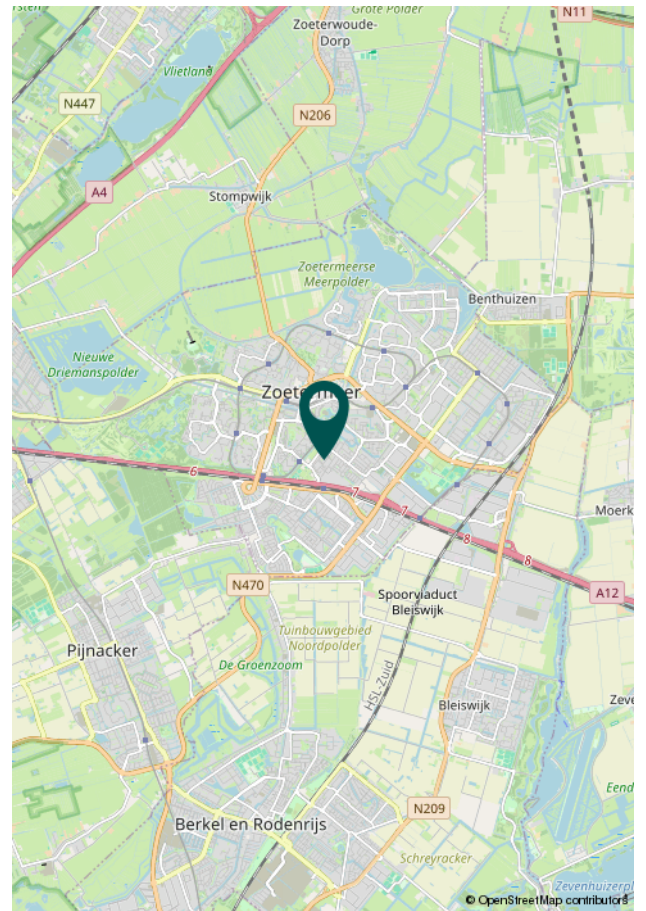 Grote Polder
N11
Zoeterwoude-
Dorp
Vlietland
N447
N206
A4
Stompwijk
Zoetermeerse
Meerpolder
Benthuizen
Nieuwe
Driemanspolder
Zoetermeer
6
7
7
8
8
Moerk
N470
A12
Spoorviaduct
Bleiswijk
Tuinbouwgebied
Noordpolder
Pijnacker
De Groenzoom
HSL-Zuid
Zeve
Bleiswijk
Eend
N209
Berkel en Rodenrijs
Schreyracker
Zevenhuizerpl
© OpenStreetMap contributors